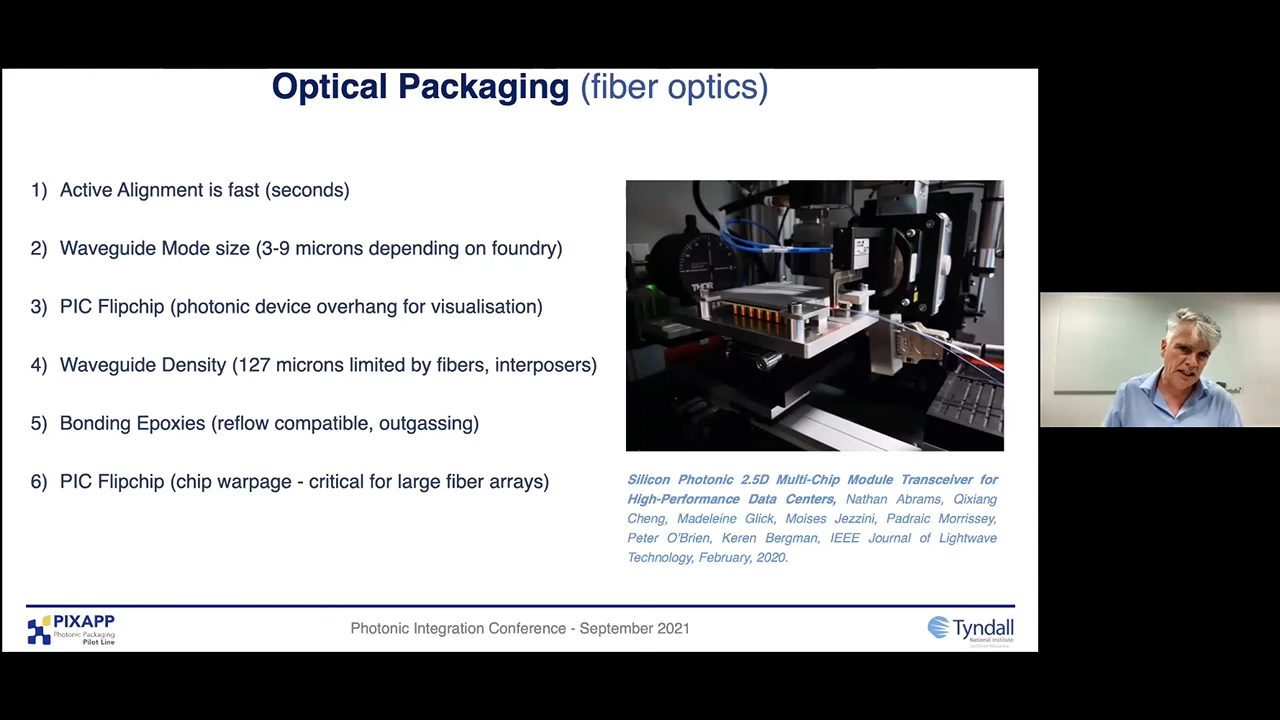 Optical Packaging (fiber optics)
1) Active Alignment is fast (seconds)
2) Waveguide Mode size (3-9 microns depending on foundry)
3) PIC Flipchip (photonic device overhang for visualisation)
4) Waveguide Density (127 microns limited by fibers, interposers)
5) Bonding Epoxies (reflow compatible, outgassing)
6) PIC Flipchip (chip warpage - critical for large fiber arrays)
THOR
Silicon Photonic 2.5D Multi-Chip Module Transceiver for
High-Performance Data Centers, Nathan Abrams, Qixiang
Cheng, Madeleine Glick, Moises Jezzini, Padraic Morrissey,
Peter O'Brien, Keren Bergman, IEEE Journal of Lightwave
Technology, February, 2020.
PIXAPP
Photonic Packaging
Pilot Line
Photonic Integration Conference - September 2021
Tyndall
National Institute